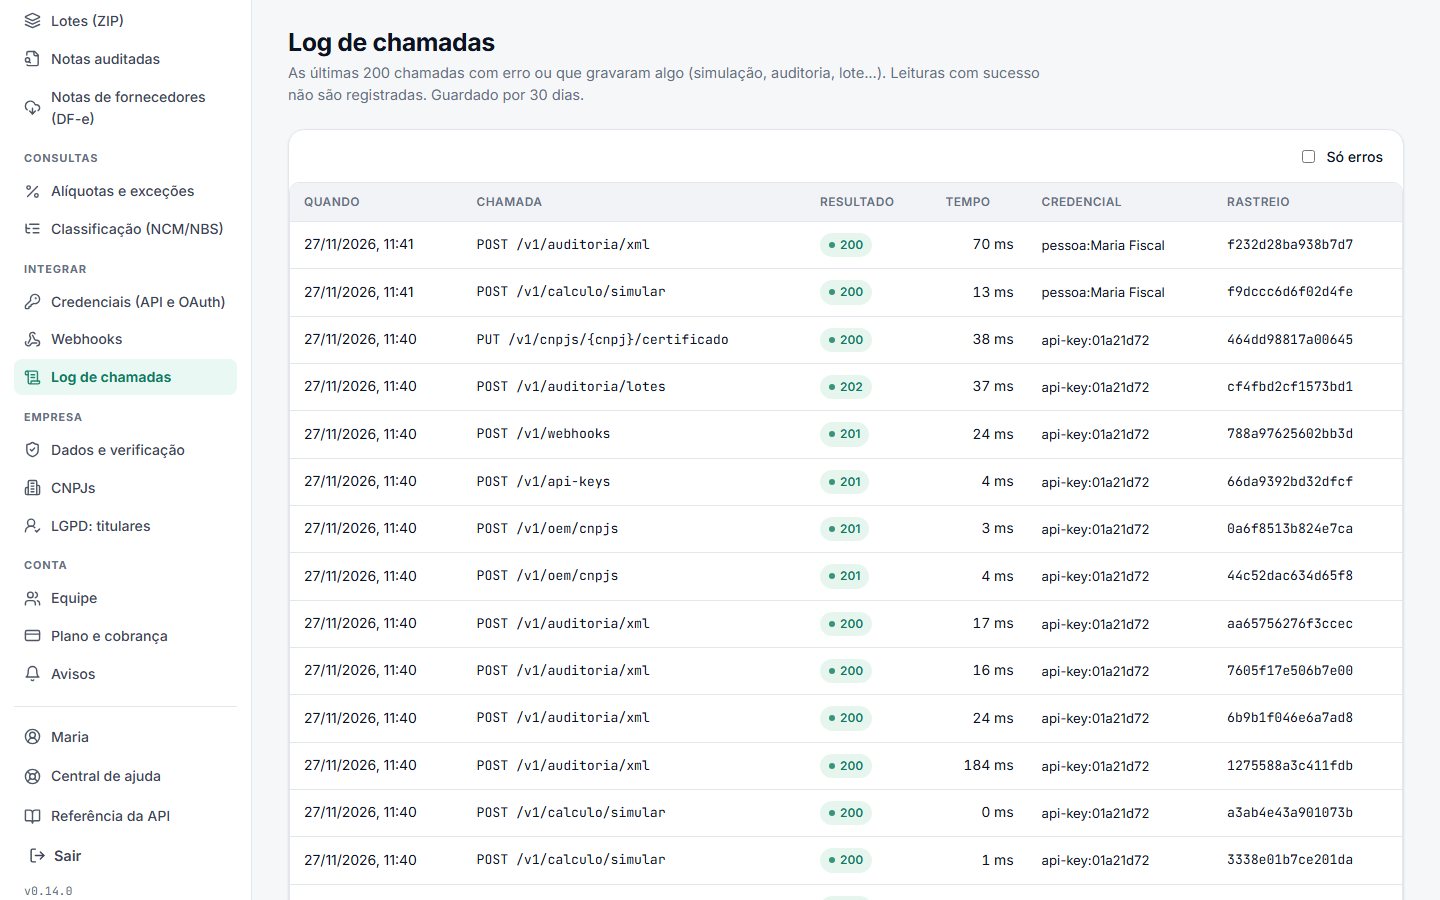 Lotes (ZIP)
Notas auditadas
Notas de fornecedores
(DF-e)
CONSULTAS
Alíquotas e exceções
Classificação (NCM/NBS)
INTEGRAR
Credenciais (API e OAuth)
Webhooks
Log de chamadas
EMPRESA
Dados e verificação
CNPJs
LGPD: titulares
CONTA
Equipe
Plano e cobrança
Avisos
Maria
Central de ajuda
Referência da API
Sair
v0.14.0
Log de chamadas
As últimas 200 chamadas com erro ou que gravaram algo (simulação, auditoria, lote…). Leituras com sucesso
não são registradas. Guardado por 30 dias.
Só erros
QUANDO CHAMADA RESULTADO TEMPO CREDENCIAL RASTREIO
27/11/2026, 11:41 POST /v1/auditoria/xml 200 70 ms pessoa:Maria Fiscal f232d28ba938b7d7
27/11/2026, 11:41 POST /v1/calculo/simular 200 13 ms pessoa:Maria Fiscal f9dccc6d6f02d4fe
27/11/2026, 11:40 PUT /v1/cnpjs/{cnpj}/certificado 200 38 ms api-key:01a21d72 464dd98817a00645
27/11/2026, 11:40 POST /v1/auditoria/lotes 202 37 ms api-key:01a21d72 cf4fbd2cf1573bd1
27/11/2026, 11:40 POST /v1/webhooks 201 24 ms api-key:01a21d72 788a97625602bb3d
27/11/2026, 11:40 POST /v1/api-keys 201 4 ms api-key:01a21d72 66da9392bd32dfcf
27/11/2026, 11:40 POST /v1/oem/cnpjs 201 3 ms api-key:01a21d72 0a6f8513b824e7ca
27/11/2026, 11:40 POST /v1/oem/cnpjs 201 4 ms api-key:01a21d72 44c52dac634d65f8
27/11/2026, 11:40 POST /v1/auditoria/xml 200 17 ms api-key:01a21d72 aa65756276f3ccec
27/11/2026, 11:40 POST /v1/auditoria/xml 200 16 ms api-key:01a21d72 7605f17e506b7e00
27/11/2026, 11:40 POST /v1/auditoria/xml 200 24 ms api-key:01a21d72 6b9b1f046e6a7ad8
27/11/2026, 11:40 POST /v1/auditoria/xml 200 184 ms api-key:01a21d72 1275588a3c411fdb
27/11/2026, 11:40 POST /v1/calculo/simular 200 0 ms api-key:01a21d72 a3ab4e43a901073b
27/11/2026, 11:40 POST /v1/calculo/simular 200 1 ms api-key:01a21d72 3338e01b7ce201da